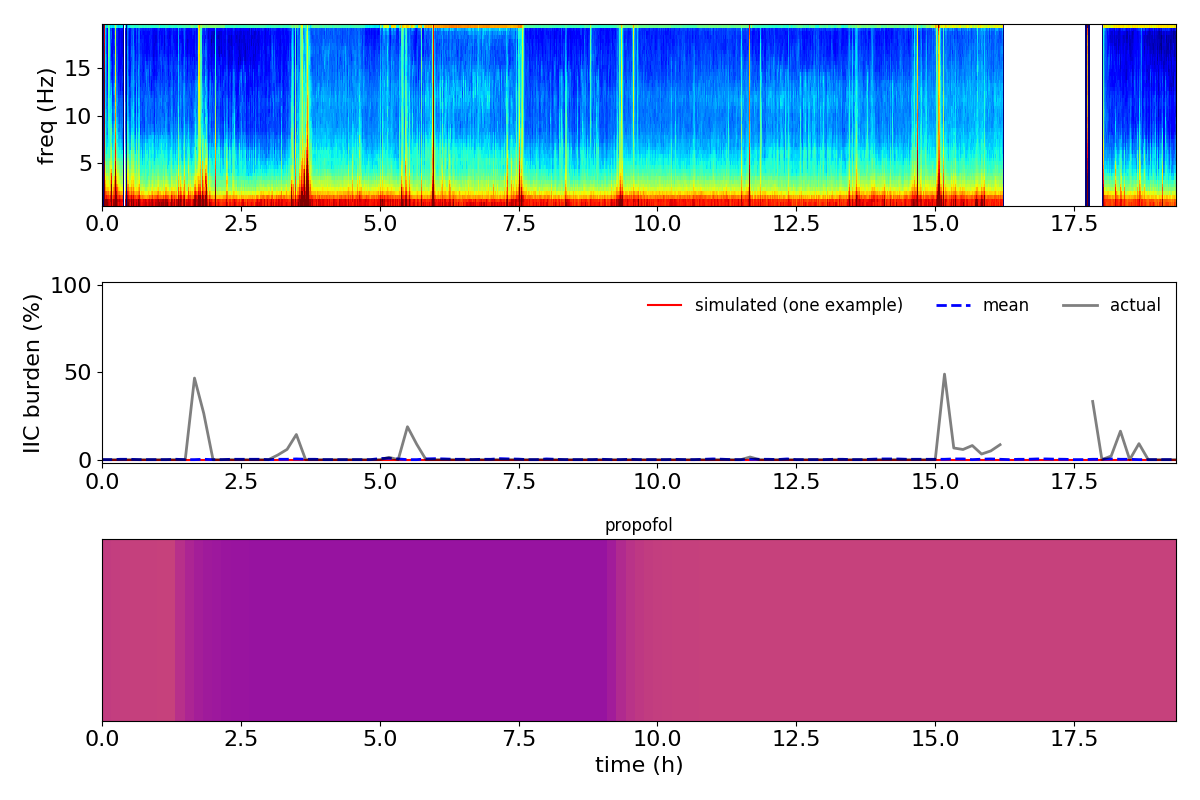 freq (Hz)
15
10
5
0.0 2.5 5.0 7.5 10.0 12.5 15.0 17.5
IIC burden (%)
100
50
0
simulated (one example) mean actual
0.0 2.5 5.0 7.5 10.0 12.5 15.0 17.5
propofol
0.0 2.5 5.0 7.5 10.0 12.5 15.0 17.5
time (h)